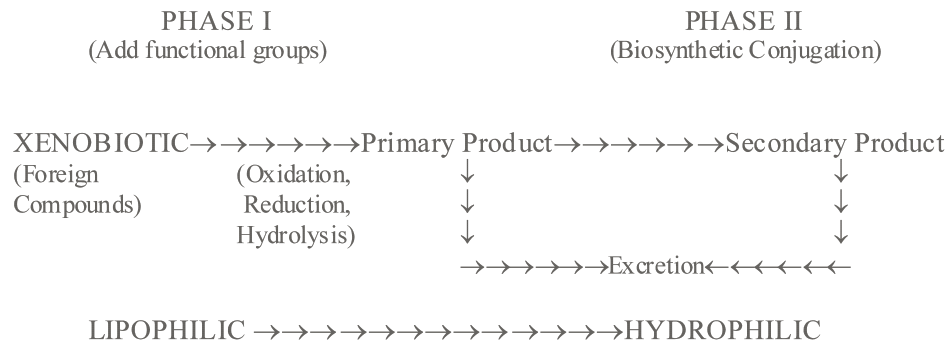 PHASE I PHASE II
(Add functional groups) (Biosynthetic Conjugation)
XENOBIOTIC→→→→→→Primary Product→→→→→→Secondary Product
(Foreign (Oxidation, ↓ ↓
Compounds) Reduction, ↓ ↓
Hydrolysis) ↓ ↓
→→→→→→Excretion←←←←←←
LIPOPHILIC →→→→→→→→→→→→→HYDROPHILIC